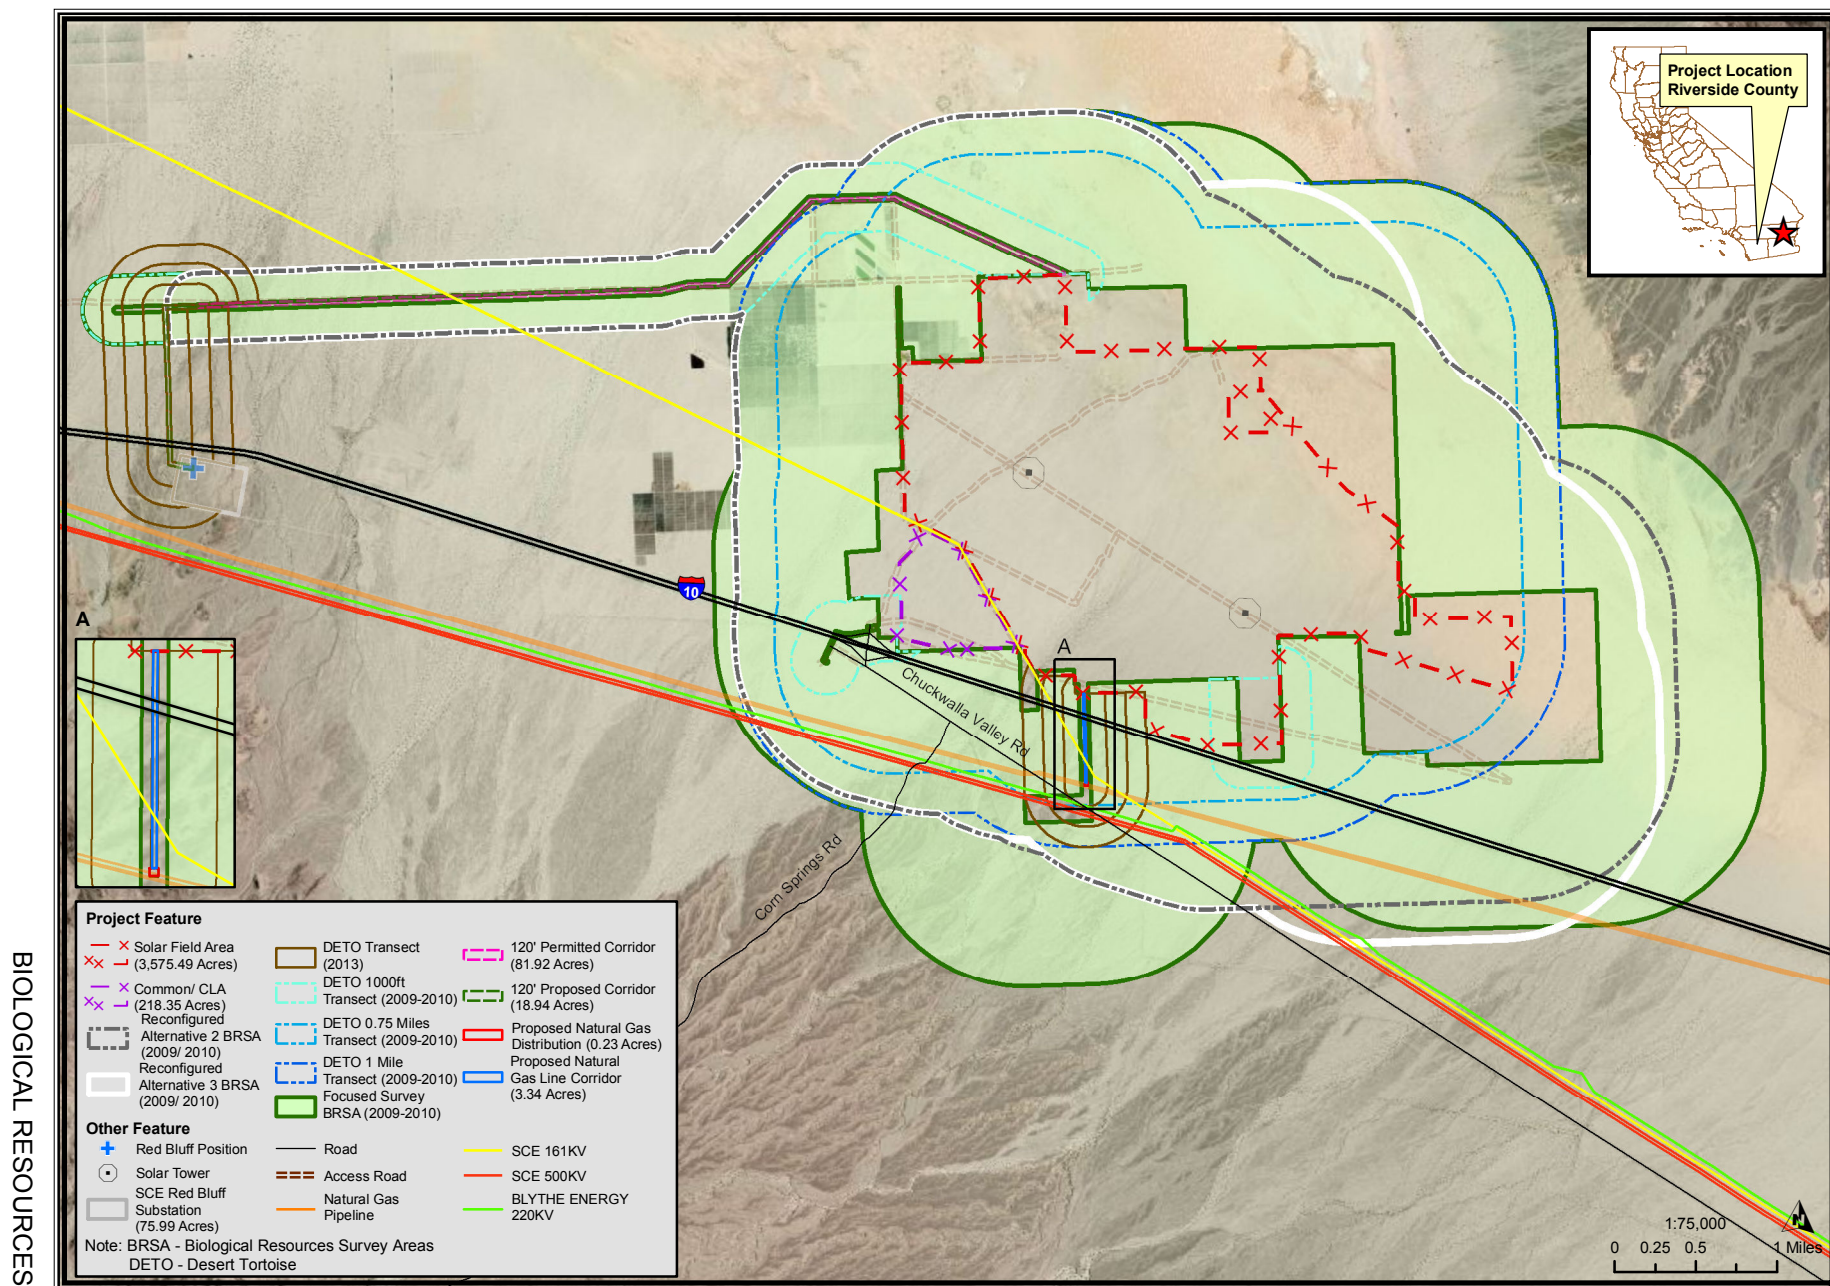 Project Location
Riverside County
10
A
A
Chuckwalla Valley Rd
Corn Springs Rd
BIOLOGICAL RESOURCES
Project Feature
Solar Field Area
(3,575.49 Acres)
Common/ CLA
(218.35 Acres)
Reconfigured
Alternative 2 BRSA
(2009/ 2010)
Reconfigured
Alternative 3 BRSA
(2009/ 2010)
DETO Transect
(2013)
DETO 1000ft
Transect (2009-2010)
DETO 0.75 Miles
Transect (2009-2010)
DETO 1 Mile
Transect (2009-2010)
Focused Survey
BRSA (2009-2010)
120' Permitted Corridor
(81.92 Acres)
120' Proposed Corridor
(18.94 Acres)
Proposed Natural Gas
Distribution (0.23 Acres)
Proposed Natural
Gas Line Corridor
(3.34 Acres)
Other Feature
Red Bluff Position
Solar Tower
SCE Red Bluff
Substation
(75.99 Acres)
Road
Access Road
Natural Gas
Pipeline
SCE 161KV
SCE 500KV
BLYTHE ENERGY
220KV
Note: BRSA - Biological Resources Survey Areas
DETO - Desert Tortoise
N
1:75,000
0 0.25 0.5 1 Miles